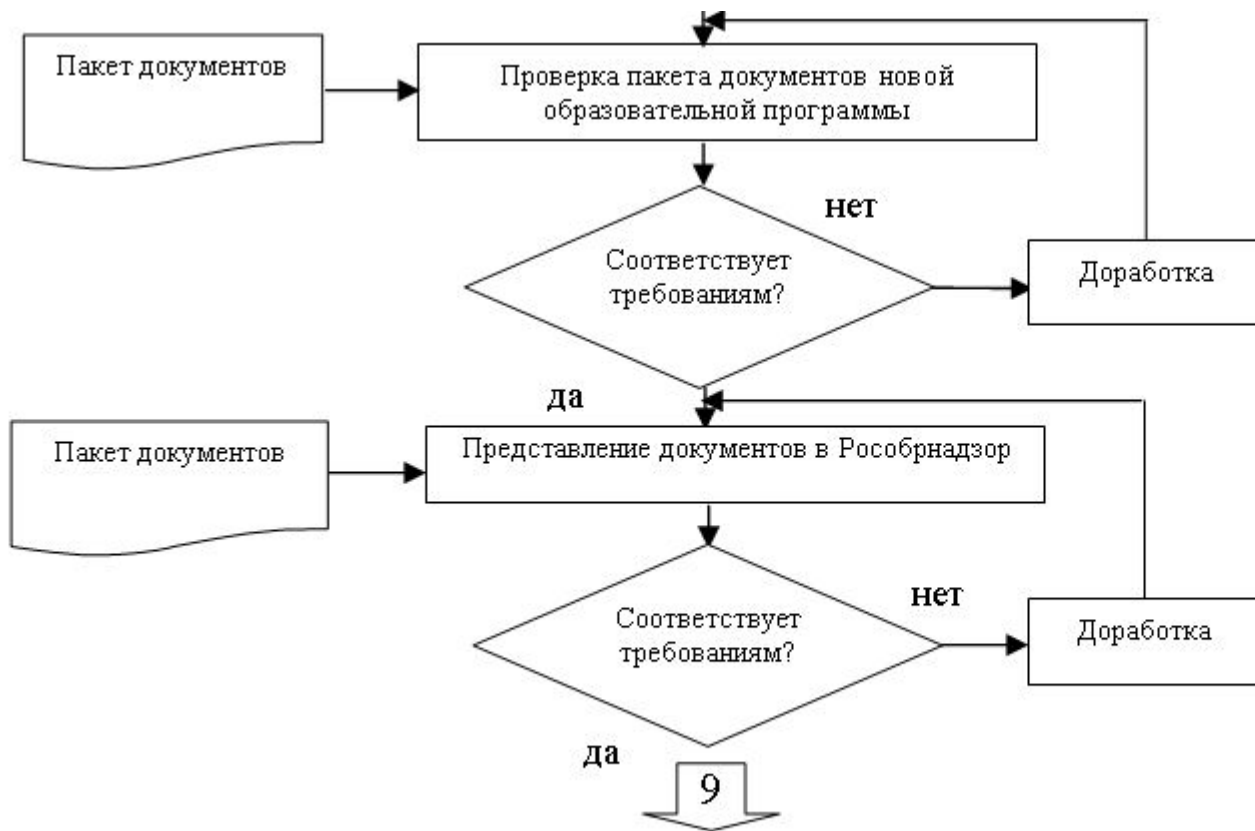 Пакет документов
Проверка пакета документов новой
образовательной программы
нет
Соответствует
требованиям?
Доработка
да
Пакет документов
Представление документов в Рособрнадзор
нет
Соответствует
требованиям?
Доработка
да
9